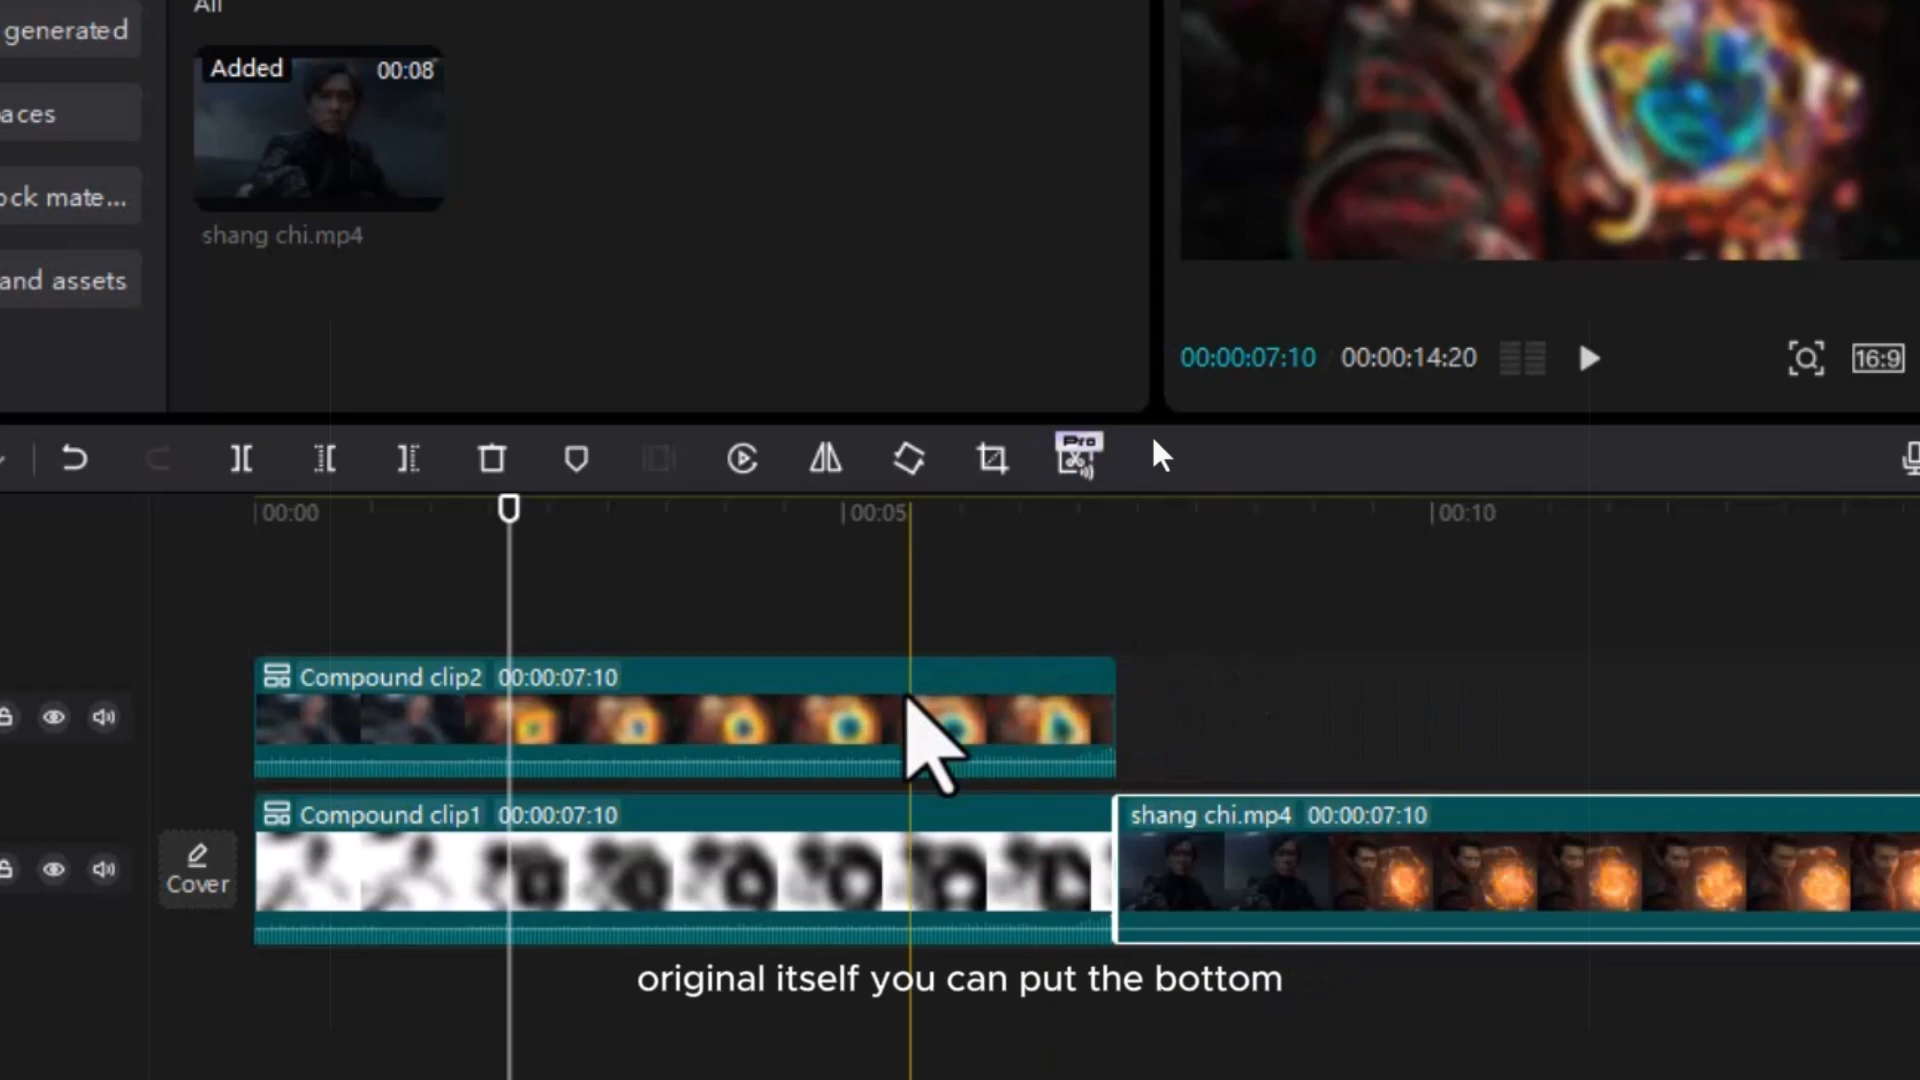 All
generated
Added 00:08
aces
ock mate...
shang chi.mp4
and assets
00:00:07:10 00:00:14:20
16:9
Pro
00:00
00:05
00:10
Compound clip2 00:00:07:10
Compound clip1 00:00:07:10
shang chi.mp4 00:00:07:10
Cover
original itself you can put the bottom